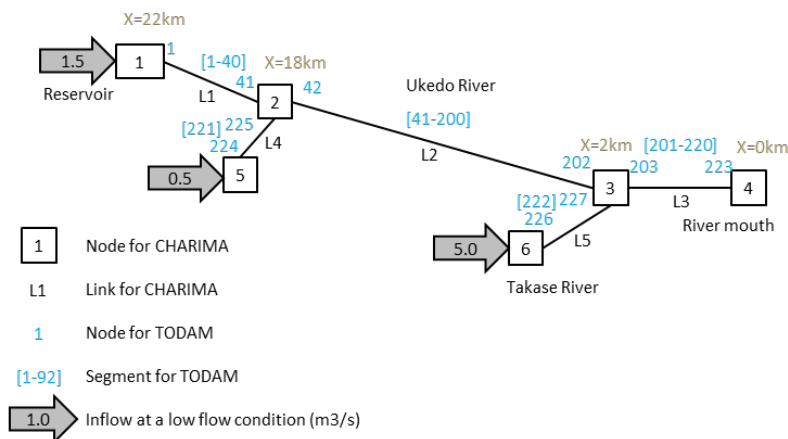 X=22km
1.5
1
1
[1-40]
X=18km
Reservoir
L1
41
2
42
Ukedo River
[41-200]
L2
[221]
225
L4
224
0.5
5
X=2km
[201-220]
X=0km
202
203
223
3
4
L3
[222]
227
226
River mouth
5.0
6
L5
Takase River
1
Node for CHARIMA
L1
Link for CHARIMA
1
Node for TODAM
[1-92]
Segment for TODAM
1.0
Inflow at a low flow condition (m3/s)